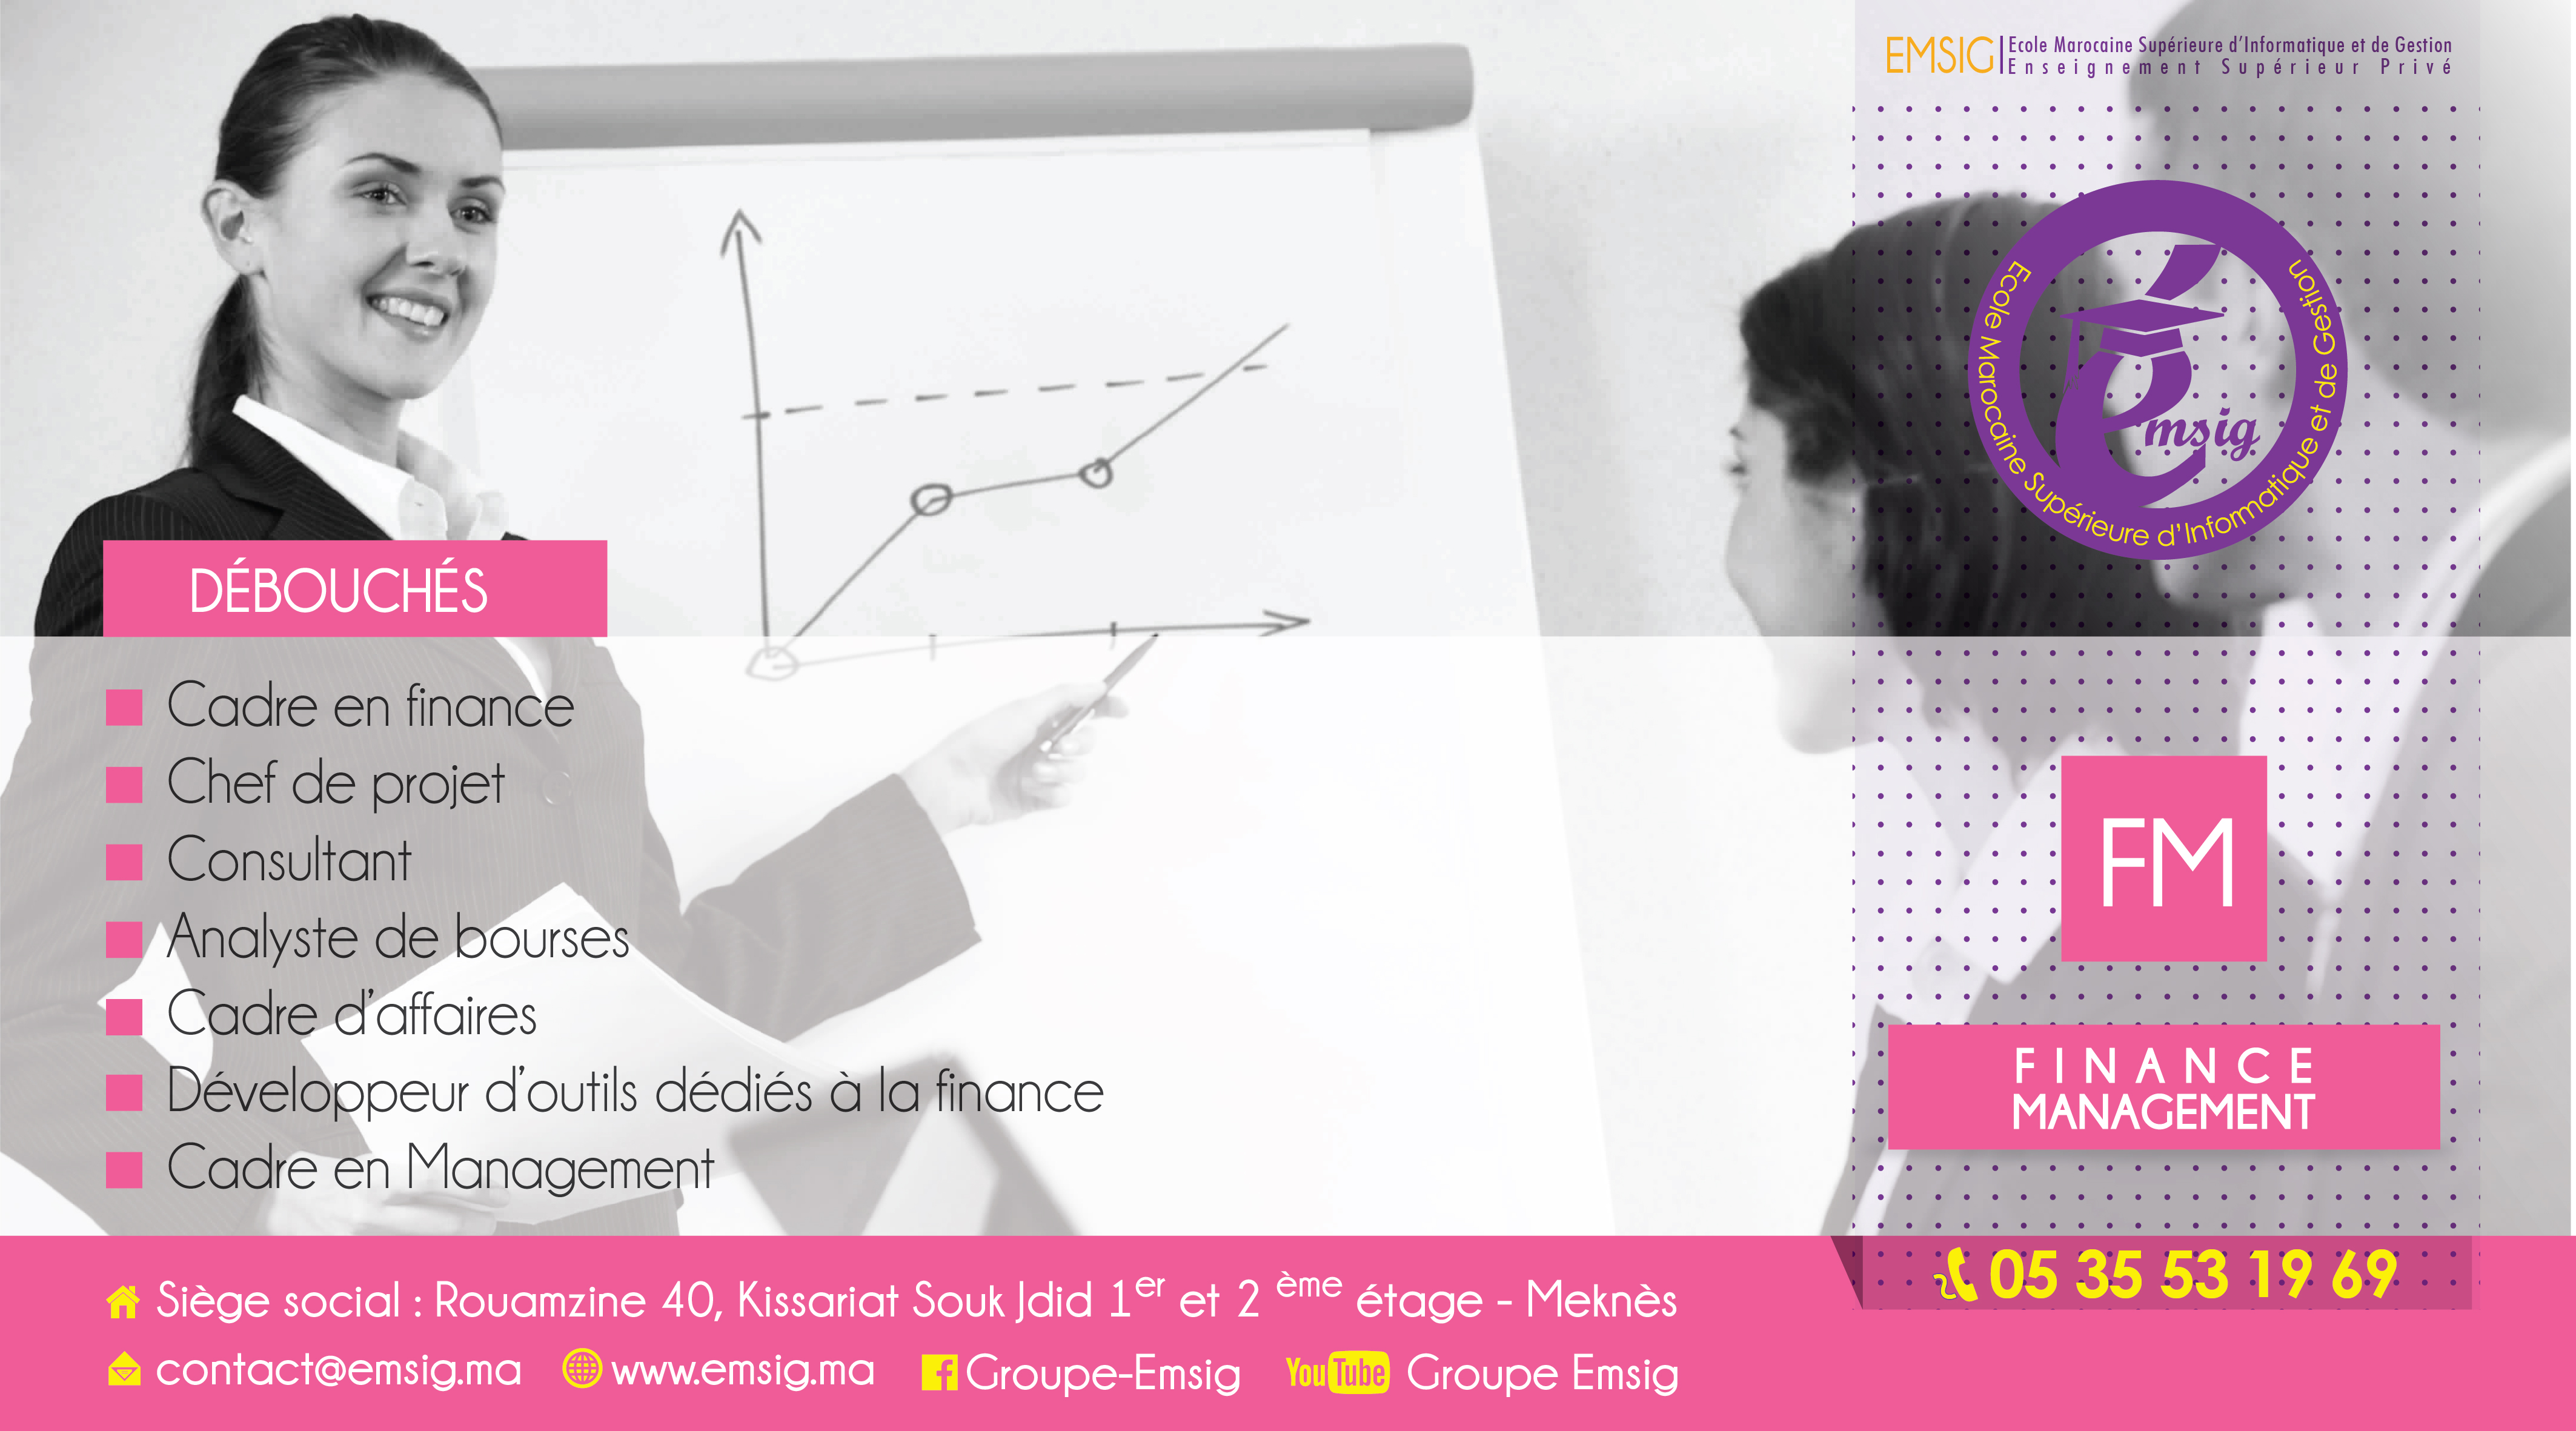 EMSIG
Ecole Marocaine Supérieure d'Informatique et de Gestion
Enseignement Supérieur Privé
Ecole Marocaine Supérieure d'Informatique et de Gestion
émsig
DÉBOUCHÉS
Cadre en finance
Chef de projet
Consultant
Analyste de bourses
Cadre d'affaires
Développeur d'outils dédiés à la finance
Cadre en Management
FM
FINANCE
MANAGEMENT
05 35 53 19 69
Siège social : Rouamzine 40, Kissariat Souk Jdid 1er et 2 ème étage - Meknès
contact@emsig.ma www.emsig.ma Groupe-Emsig YouTube Groupe Emsig